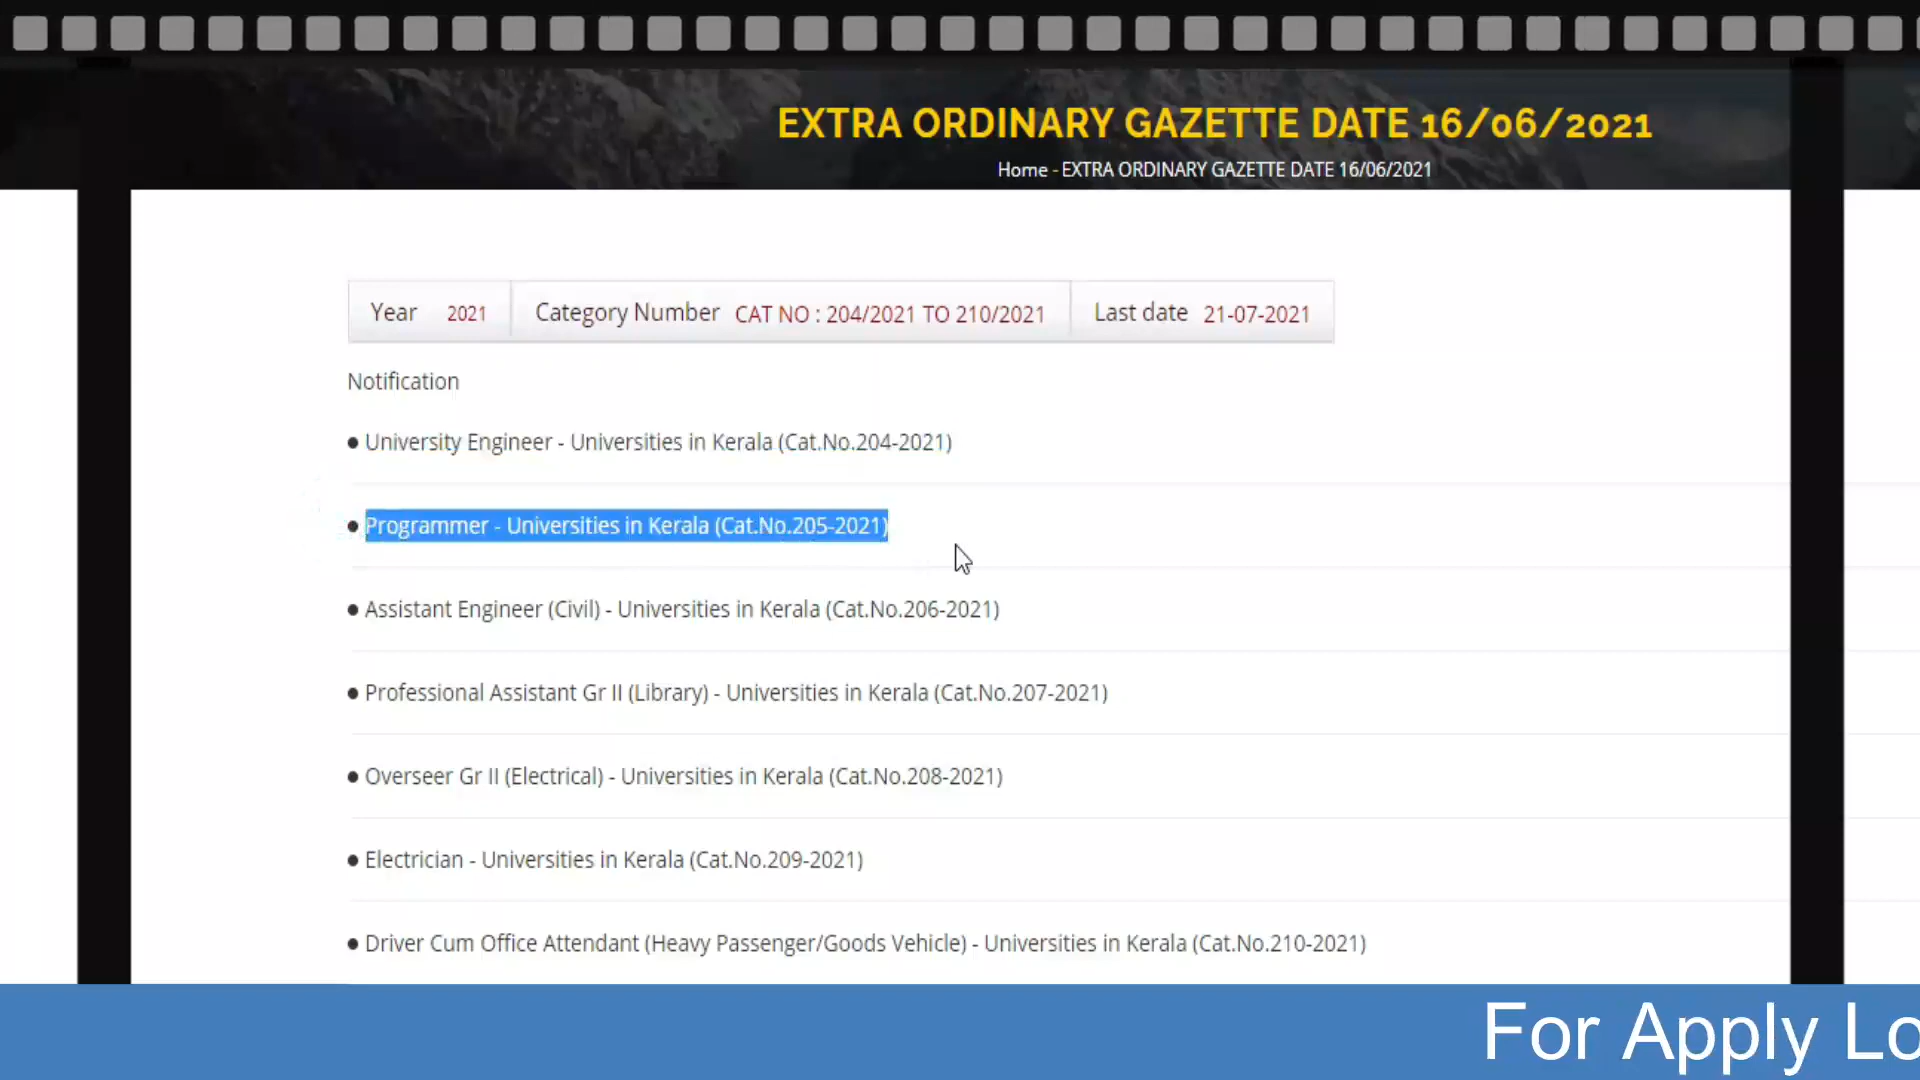 EXTRA ORDINARY GAZETTE DATE 16/06/2021
Home - EXTRA ORDINARY GAZETTE DATE 16/06/2021
Year 2021 Category Number CAT NO : 204/2021 TO 210/2021 Last date 21-07-2021
Notification
● University Engineer - Universities in Kerala (Cat.No.204-2021)
● Programmer - Universities in Kerala (Cat.No.205-2021)
● Assistant Engineer (Civil) - Universities in Kerala (Cat.No.206-2021)
● Professional Assistant Gr II (Library) - Universities in Kerala (Cat.No.207-2021)
● Overseer Gr II (Electrical) - Universities in Kerala (Cat.No.208-2021)
● Electrician - Universities in Kerala (Cat.No.209-2021)
● Driver Cum Office Attendant (Heavy Passenger/Goods Vehicle) - Universities in Kerala (Cat.No.210-2021)
For Apply Lo